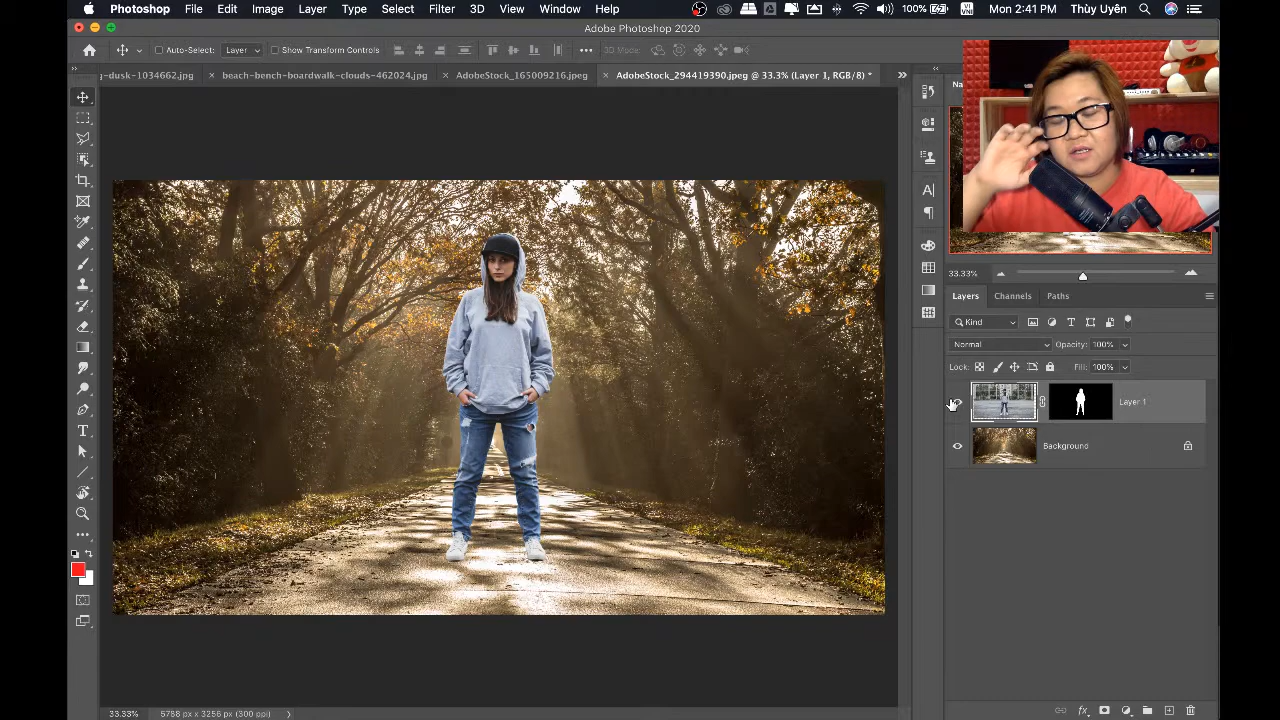 Photoshop File Edit Image Layer Type Select Filter 3D View Window Help 100% VI VNI Mon 2:41 PM Thùy Uyên
Adobe Photoshop 2020
Auto-Select: Layer Show Transform Controls 3D Mode:
j-dusk-1034662.jpg × beach-bench-boardwalk-clouds-462024.jpg × AdobeStock_165009216.jpeg × AdobeStock_294419390.jpeg @ 33.3% (Layer 1, RGB/8) *
33.33%
Layers Channels Paths
Kind
Normal Opacity: 100%
Lock: Fill: 100%
Layer 1
Background
33.33% 5788 px x 3256 px (300 ppi)